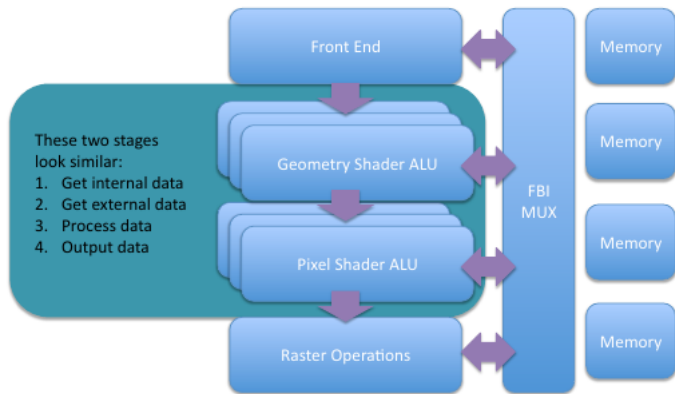 Front End
Memory
These two stages
look similar:
1. Get internal data
2. Get external data
3. Process data
4. Output data
Geometry Shader ALU
Memory
FBI
MUX
Pixel Shader ALU
Memory
Raster Operations
Memory